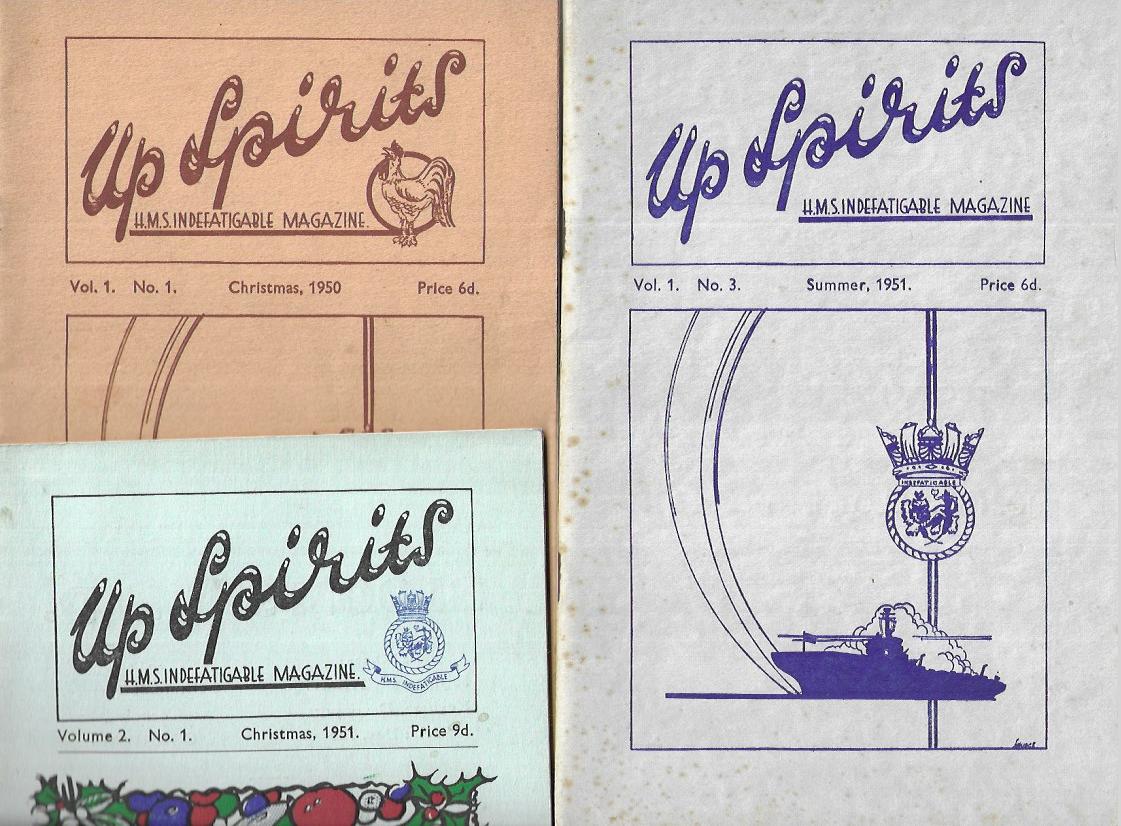 Up Spirits
H.M.S. INDEFATIGABLE MAGAZINE.
Vol. 1. No. 1. Christmas, 1950 Price 6d.
Up Spirits
H.M.S. INDEFATIGABLE MAGAZINE
Vol. 1. No. 3. Summer, 1951. Price 6d.
INDEFATIGABLE
Up Spirits
H.M.S. INDEFATIGABLE MAGAZINE.
H.M.S. INDEFATIGABLE
Volume 2. No. 1. Christmas, 1951. Price 9d.